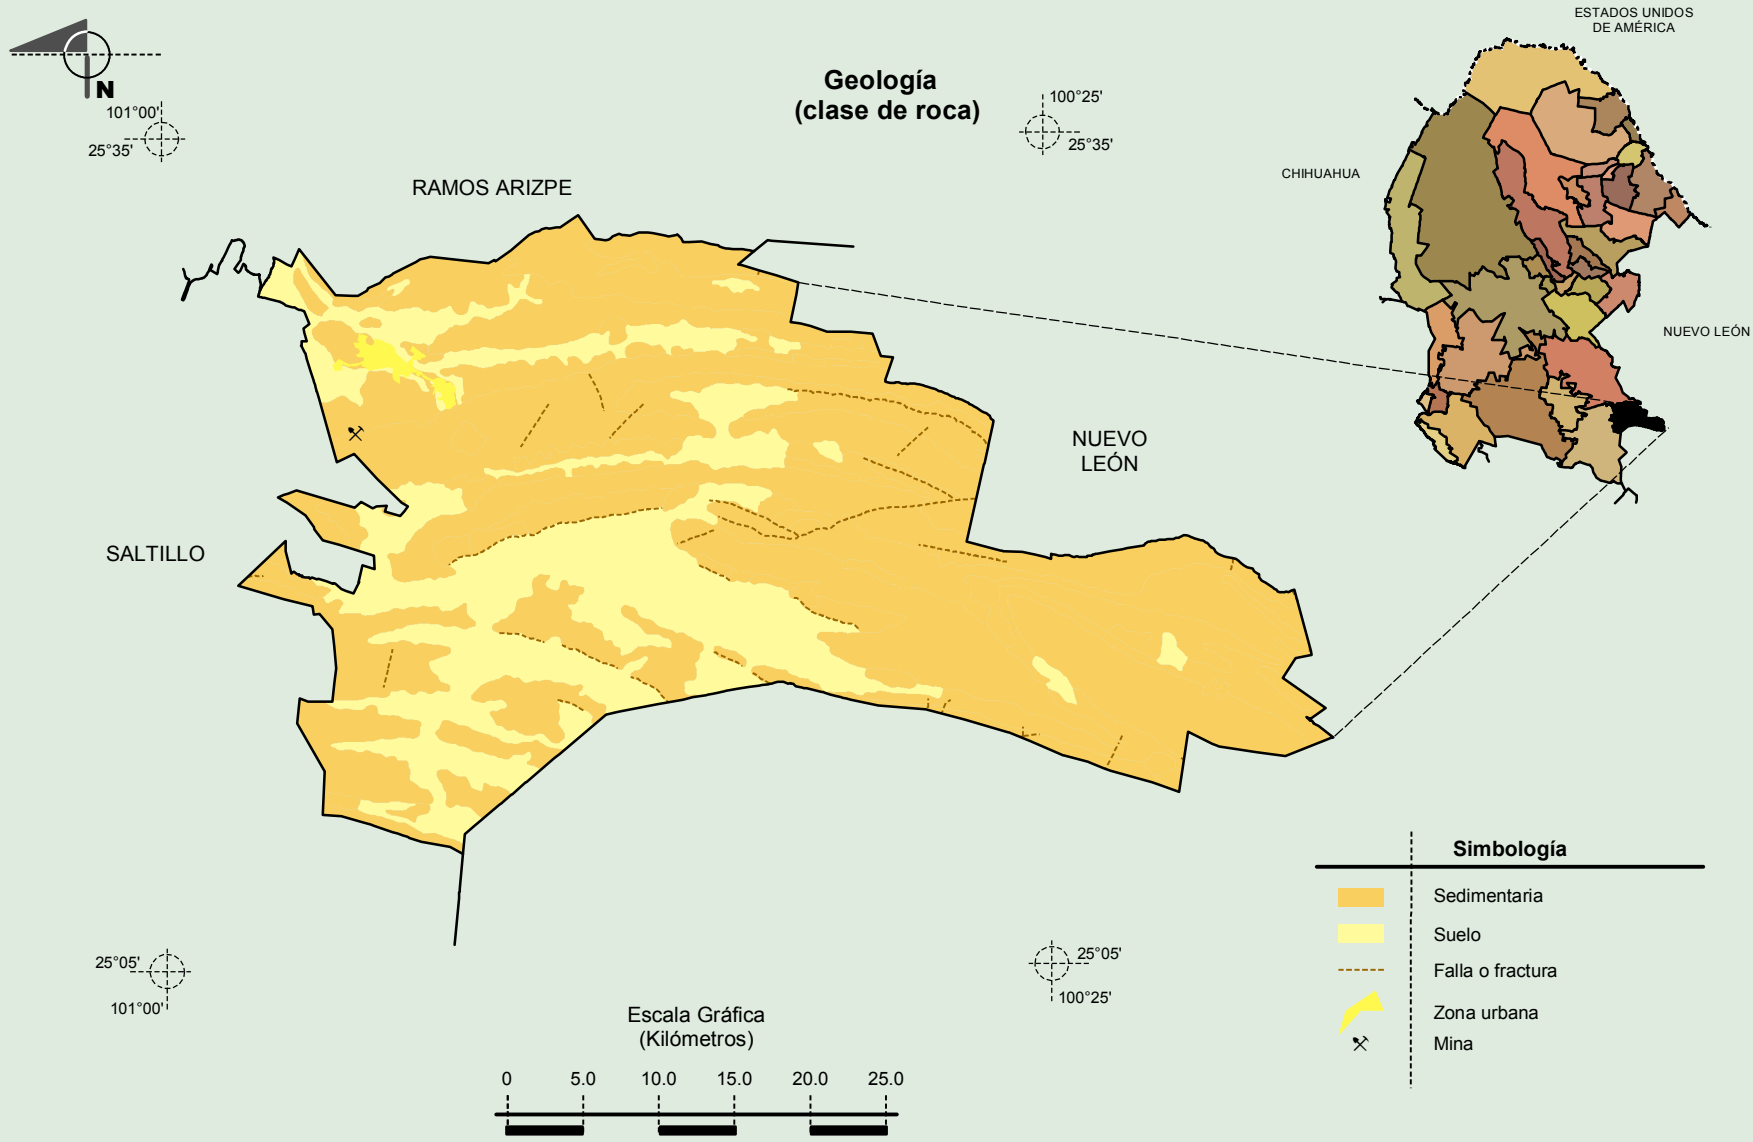 ESTADOS UNIDOS
DE AMÉRICA
N
Geología
(clase de roca)
101°00'
25°35'
100°25'
25°35'
RAMOS ARIZPE
CHIHUAHUA
NUEVO LEÓN
NUEVO
LEÓN
SALTILLO
Simbología
Sedimentaria
Suelo
Falla o fractura
Zona urbana
Mina
25°05'
101°00'
25°05'
100°25'
Escala Gráfica
(Kilómetros)
0 5.0 10.0 15.0 20.0 25.0